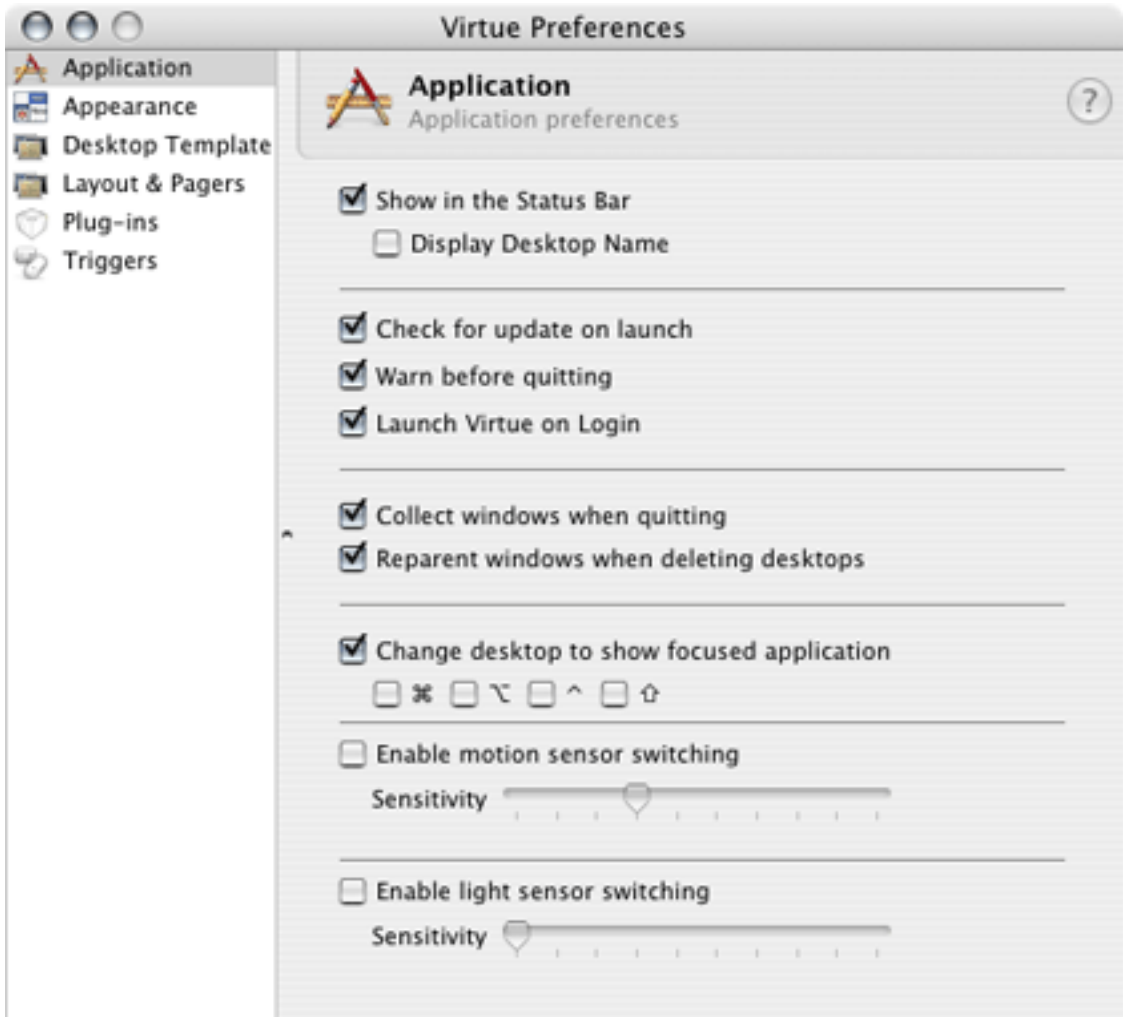 Virtue Preferences
Application
Appearance
Desktop Template
Layout & Pagers
Plug-ins
Triggers
Application
Application preferences
?
Show in the Status Bar
Display Desktop Name
Check for update on launch
Warn before quitting
Launch Virtue on Login
Collect windows when quitting
Reparent windows when deleting desktops
Change desktop to show focused application
⌘ ⌥ ^ ⇧
Enable motion sensor switching
Sensitivity
Enable light sensor switching
Sensitivity